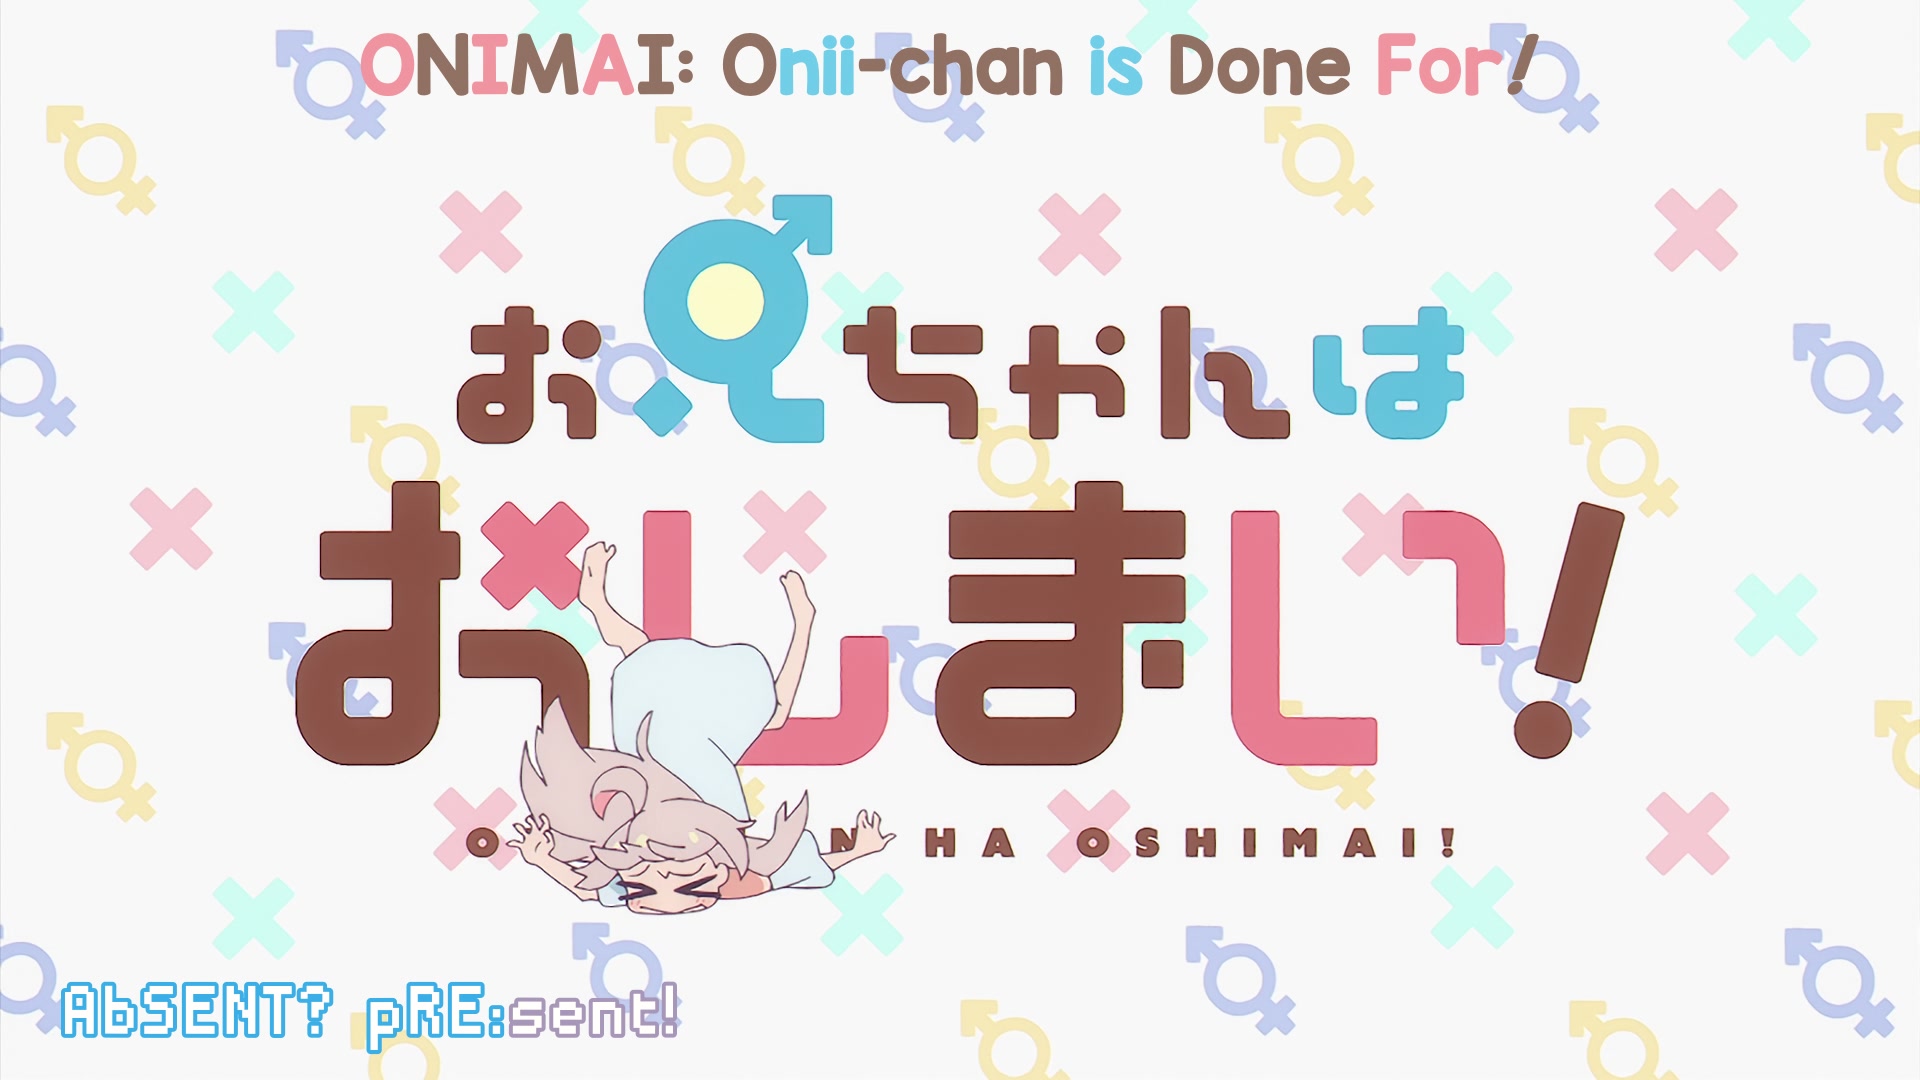 ONIMAI: Onii-chan is Done For!
お兄ちゃんは
おしまい!
O N HA OSHIMAI!
AbSENT? pRE:sent!